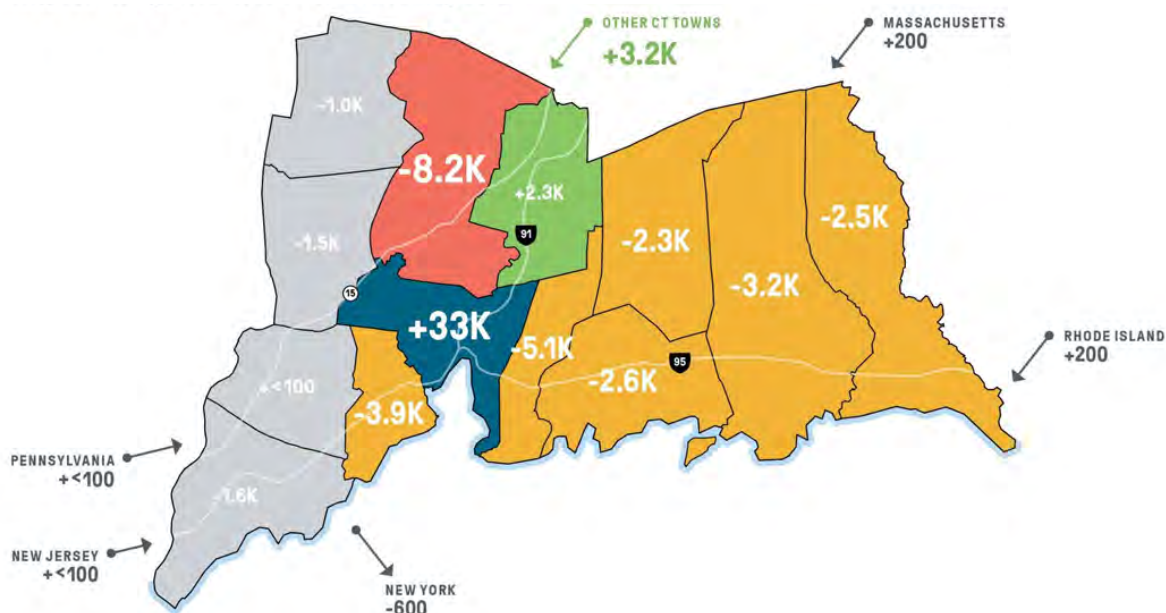 OTHER CT TOWNS
+3.2K
MASSACHUSETTS
+200
-1.0K
-8.2K
+2.3K
-2.5K
91
-2.3K
-1.5K
-3.2K
15
+33K
-5.1K
95
RHODE ISLAND
+200
-2.6K
+<100
-3.9K
PENNSYLVANIA
+<100
-1.6K
NEW JERSEY
+<100
NEW YORK
-600